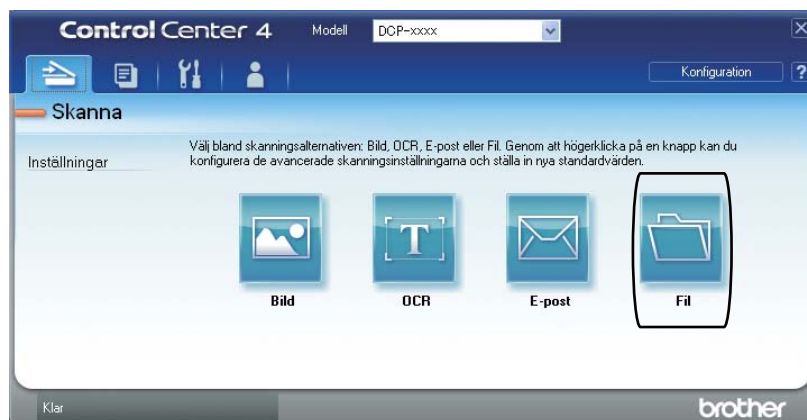 Control Center 4
Modell
DCP-xxxx
Konfiguration
?
Skanna
Välj bland skanningsalternativen: Bild, OCR, E-post eller Fil. Genom att högerklicka på en knapp kan du
konfigurera de avancerade skanningsinställningarna och ställa in nya standardvärden.
Inställningar
T
Bild
OCR
E-post
Fil
Klar
brother